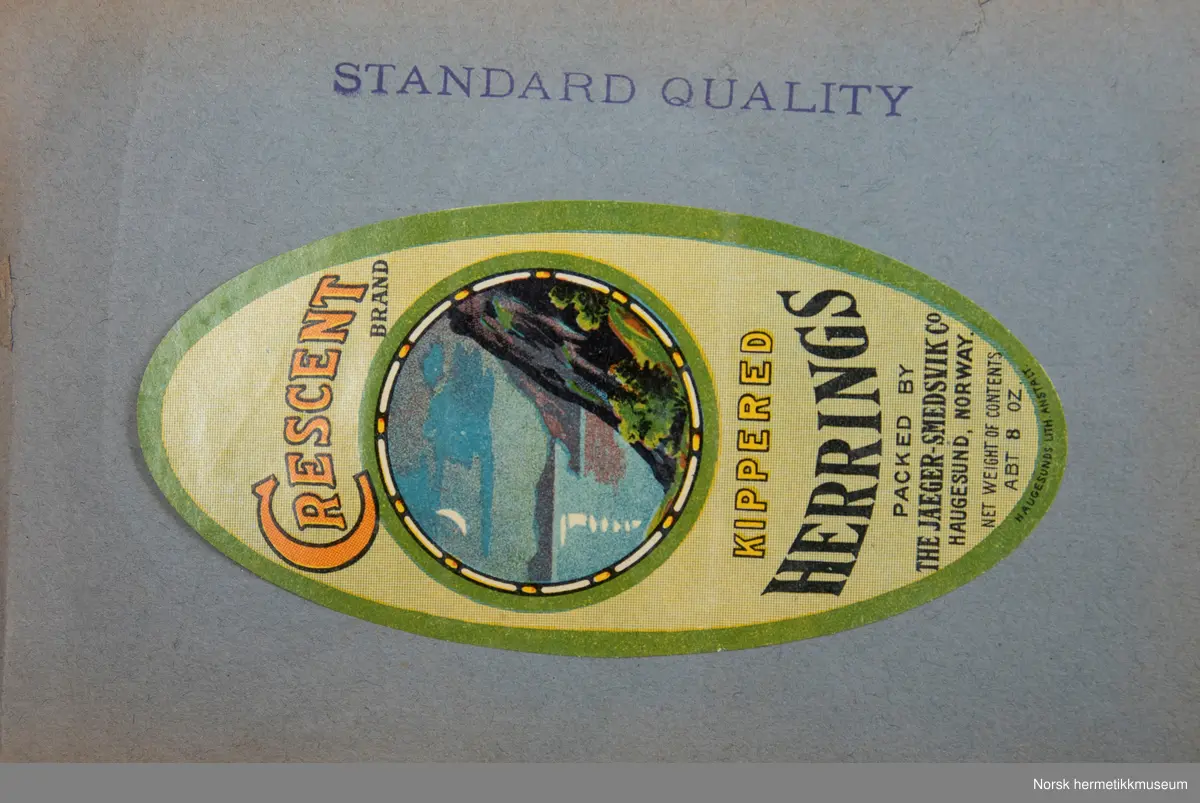 STANDARD QUALITY
CRESCENT
BRAND
KIPPERED
HERRINGS
PACKED BY
THE JAEGER-SMEDSVIK Co
HAUGESUND, NORWAY.
NET WEIGHT OF CONTENTS.
ABT 8 OZ
HAUGESUNDS LITH ANSTALT
Norsk hermetikkmuseum